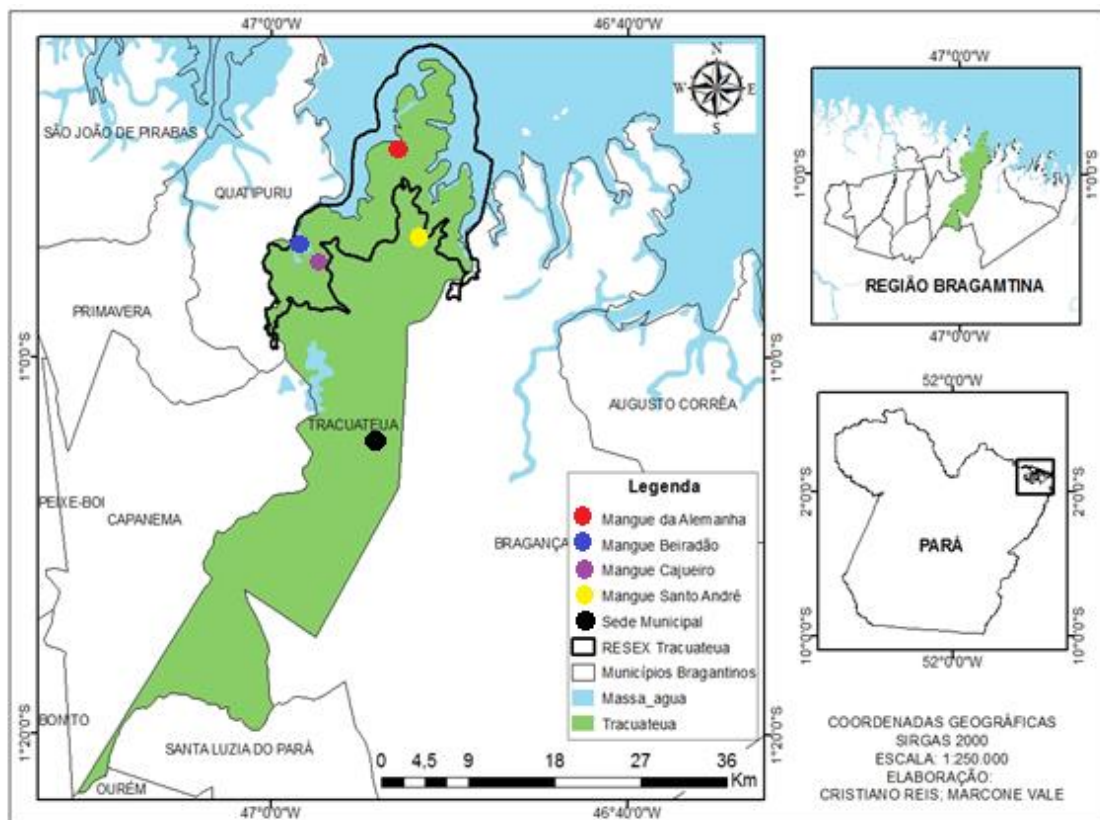 47°0'0"W
46°40'0"W
N
W
E
S
SÃO JOÃO DE PIRABAS
QUATIPURU
PRIMAVERA
1°0'0"S
1°0'0"S
TRACUATEUA
AUGUSTO CORRÊA
PEIXE-BOI
CAPANEMA
BRAGANÇA
BONITO
SANTA LUZIA DO PARÁ
OURÉM
1°20'0"S
1°20'0"S
Legenda
Mangue da Alemanha
Mangue Beiradão
Mangue Cajueiro
Mangue Santo André
Sede Municipal
RESEX Tracuateua
Municípios Bragantinos
Massa_agua
Tracuateua
0 4,5 9 18 27 36
Km
47°0'0"W
46°40'0"W
47°0'0"W
1°0'0"S
1°0'0"S
REGIÃO BRAGAMTINA
47°0'0"W
52°0'0"W
2°0'0"S
2°0'0"S
PARÁ
10°0'0"S
10°0'0"S
52°0'0"W
COORDENADAS GEOGRÁFICAS
SIRGAS 2000
ESCALA: 1:250.000
ELABORAÇÃO:
CRISTIANO REIS; MARCONE VALE